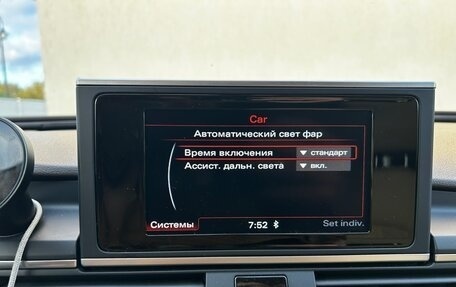 Car
Автоматический свет фар
Время включения ▼ стандарт
Ассист. дальн. света ▼ вкл.
Системы 7:52 Set indiv.